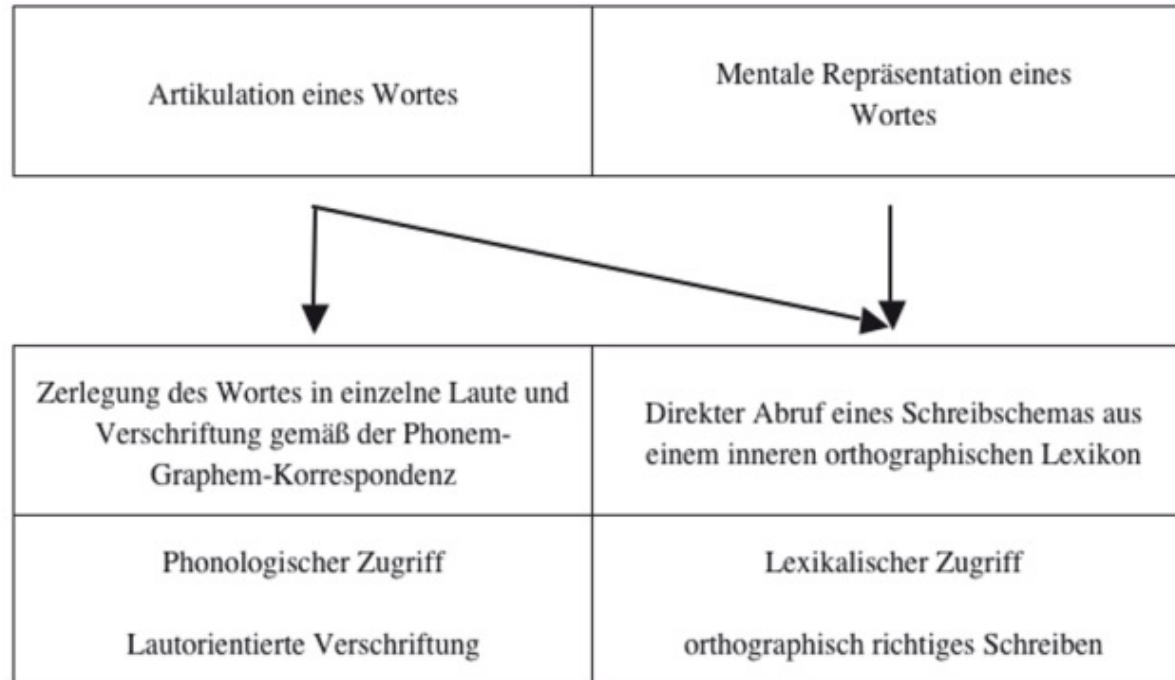 Artikulation eines Wortes
Mentale Repräsentation eines
Wortes
Zerlegung des Wortes in einzelne Laute und
Verschriftung gemäß der Phonem-
Graphem-Korrespondenz
Direkter Abruf eines Schreibschemas aus
einem inneren orthographischen Lexikon
Phonologischer Zugriff
Lautorientierte Verschriftung
Lexikalischer Zugriff
orthographisch richtiges Schreiben